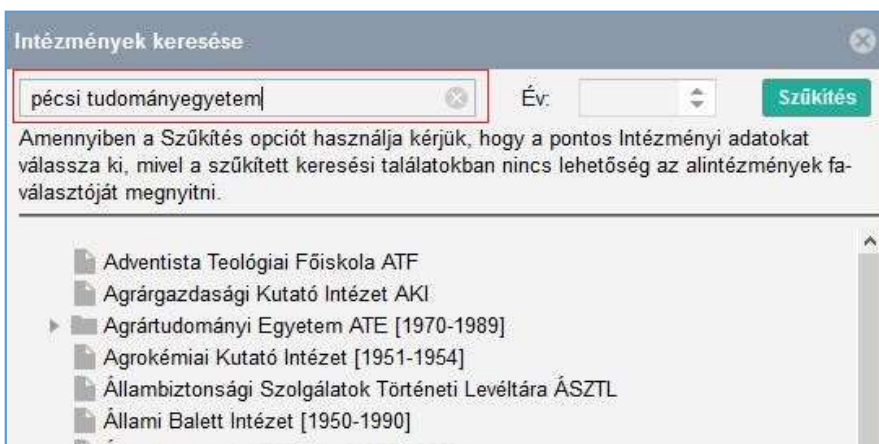 Intézmények keresése
pécsi tudományegyetem Év: Szűkítés
Amennyiben a Szűkítés opciót használja kérjük, hogy a pontos Intézményi adatokat
válassza ki, mivel a szűkített keresési találatokban nincs lehetőség az alintézmények fa-
választóját megnyitni.
Adventista Teológiai Főiskola ATF
Agrárgazdasági Kutató Intézet AKI
Agrártudományi Egyetem ATE [1970-1989]
Agrokémiai Kutató Intézet [1951-1954]
Állambiztonsági Szolgálatok Történeti Levéltára ÁSZTL
Állami Balett Intézet [1950-1990]